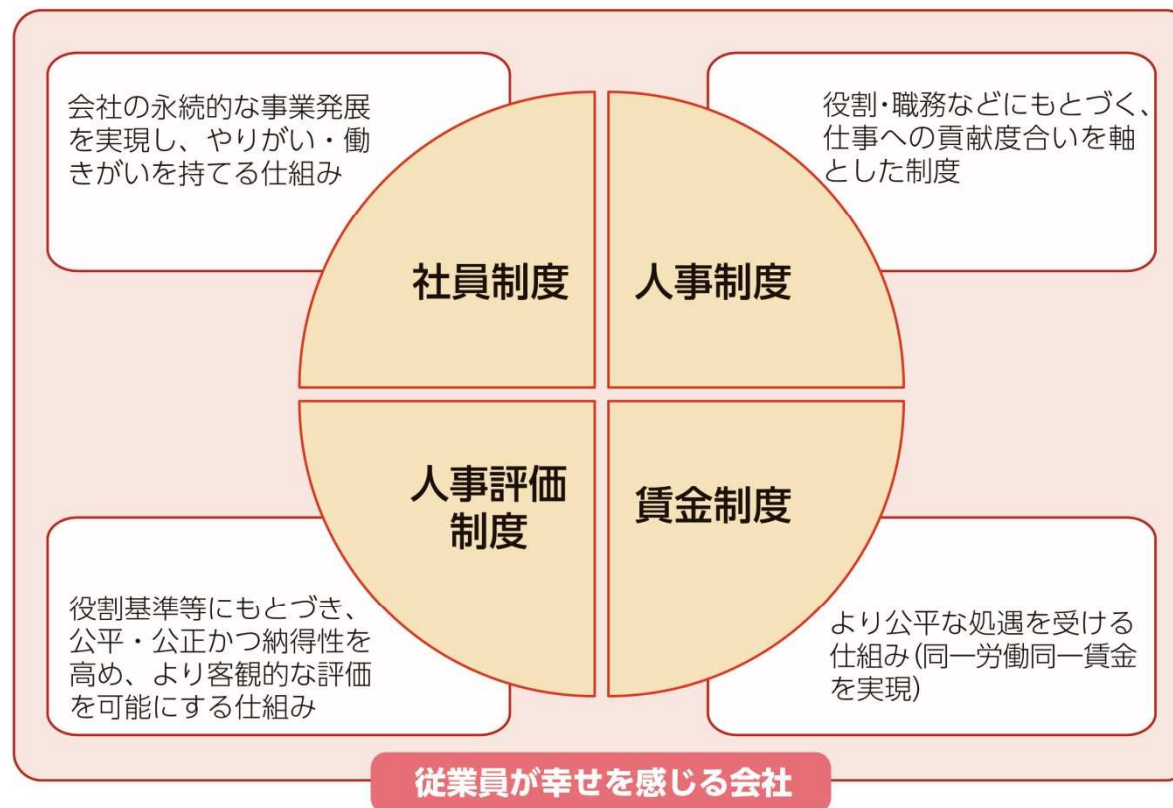 会社の永続的な事業発展
を実現し、やりがい・働
きがいを持てる仕組み
役割・職務などにもとづく、
仕事への貢献度合いを軸
とした制度
社員制度
人事制度
人事評価
制度
賃金制度
役割基準等にもとづき、
公平・公正かつ納得性を
高め、より客観的な評価
を可能にする仕組み
より公平な処遇を受ける
仕組み(同一労働同一賃金
を実現)
従業員が幸せを感じる会社